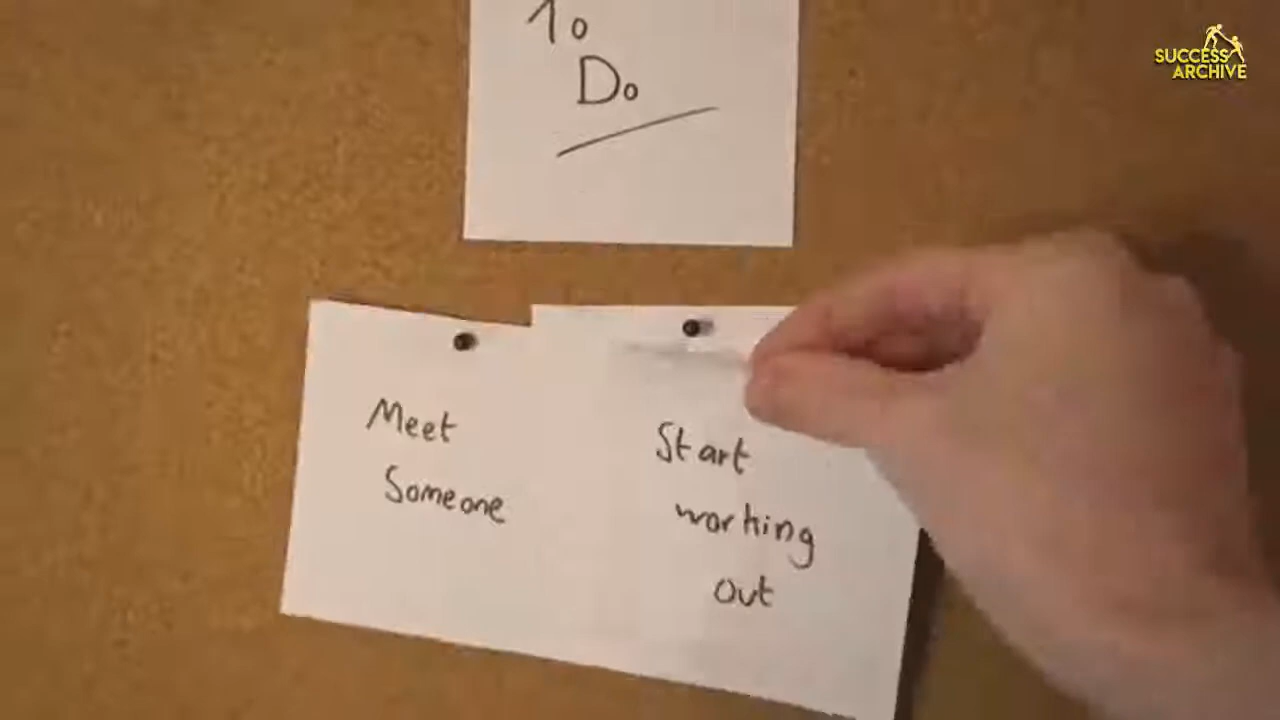 To
Do
Meet
Someone
Start
working
Out
SUCCESS
ARCHIVE